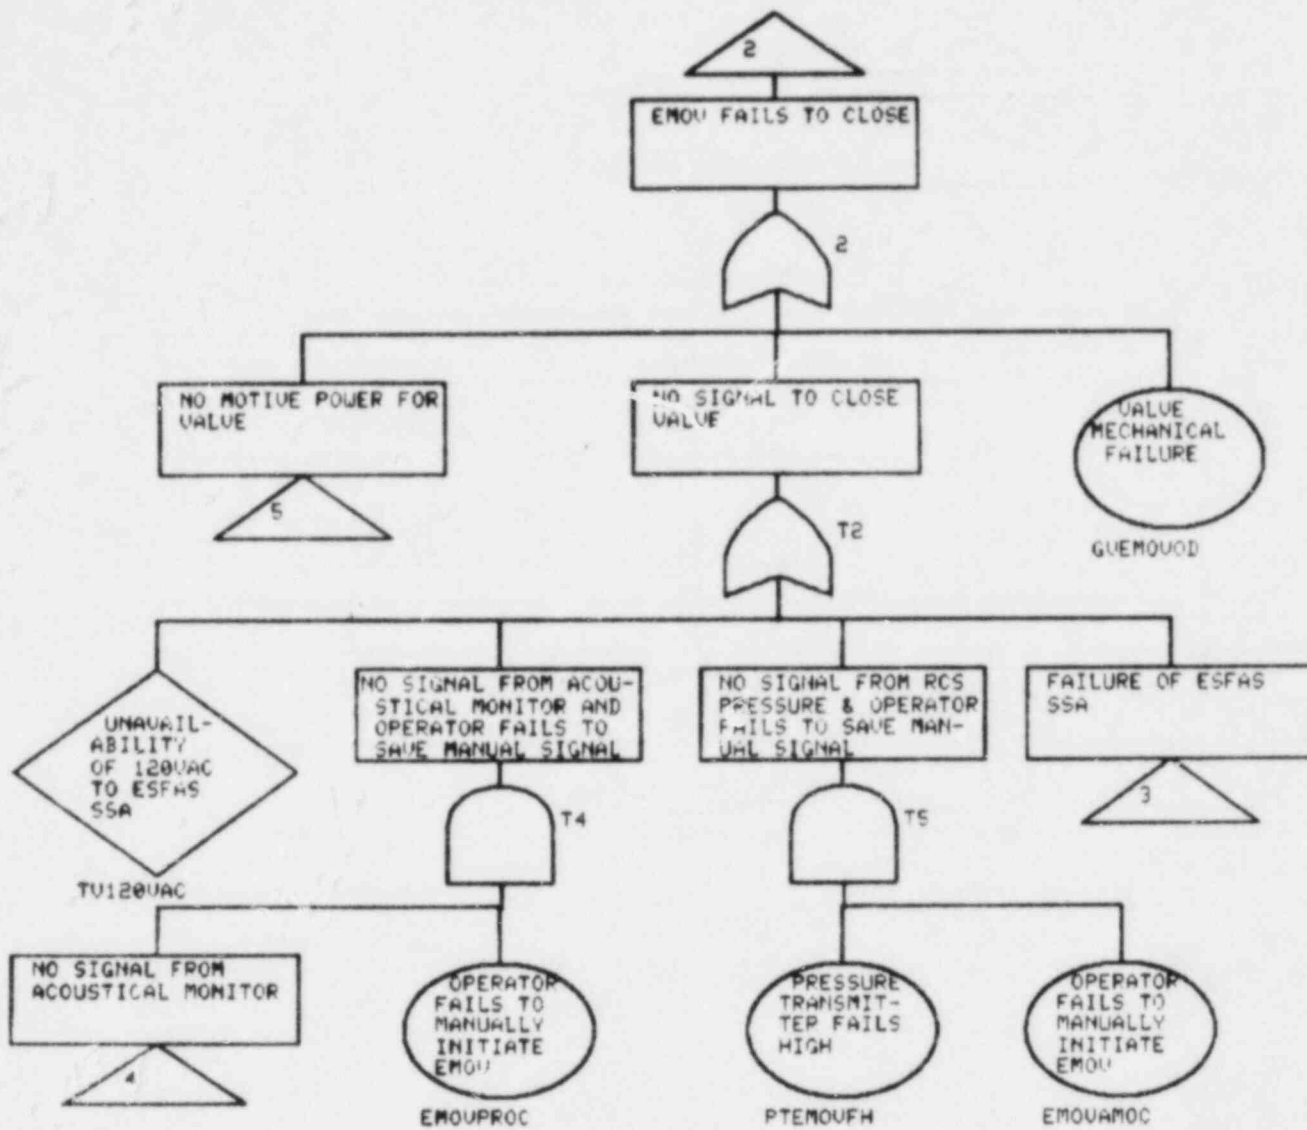 2
EMOV FAILS TO CLOSE
2
NO MOTIVE POWER FOR
VALVE
5
NO SIGNAL TO CLOSE
VALVE
T2
VALVE
MECHANICAL
FAILURE
GVEMOVOD
UNAVAIL-
ABILITY
OF 120VAC
TO ESFAS
SSA
TV120VAC
NO SIGNAL FROM ACOU-
STICAL MONITOR AND
OPERATOR FAILS TO
SAVE MANUAL SIGNAL
T4
NO SIGNAL FROM RCS
PRESSURE & OPERATOR
FAILS TO SAVE MAN-
UAL SIGNAL
T5
FAILURE OF ESFAS
SSA
3
NO SIGNAL FROM
ACOUSTICAL MONITOR
4
OPERATOR
FAILS TO
MANUALLY
INITIATE
EMOV
EMOVPROC
PRESSURE
TRANSMIT-
TER FAILS
HIGH
PTEMOVFH
OPERATOR
FAILS TO
MANUALLY
INITIATE
EMOV
EMOVAMOC